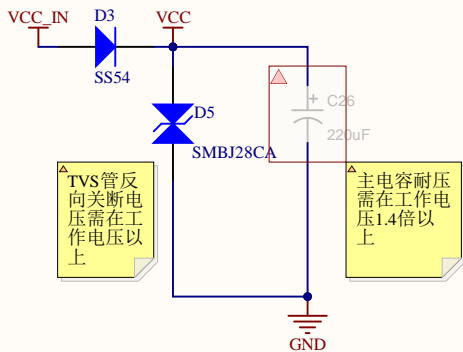 D3
VCC_IN
VCC
SS54
D5
SMBJ28CA
C26
220uF
TVS管反
向关断电
压需在工
作电压以
上
主电容耐压
需在工作电
压1.4倍以
上
GND